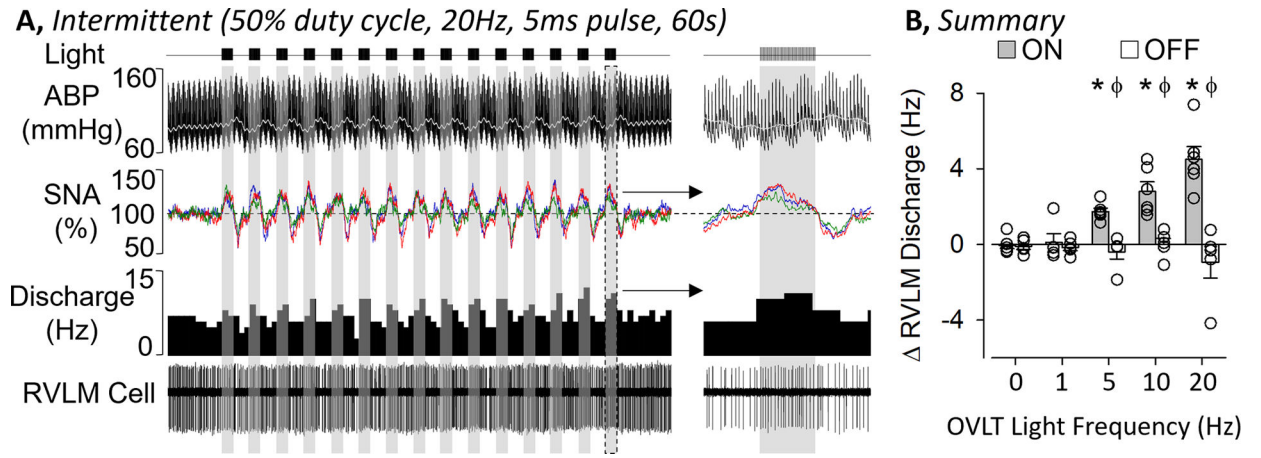 A, Intermittent (50% duty cycle, 20Hz, 5ms pulse, 60s)
Light
160
ABP
(mmHg)
60
150
SNA
100
(%)
50
15
Discharge
(Hz)
0
RVLM Cell
B, Summary
ON OFF
* ϕ * ϕ * ϕ
8
4
0
-4
Δ RVLM Discharge (Hz)
0 1 5 10 20
OVLT Light Frequency (Hz)